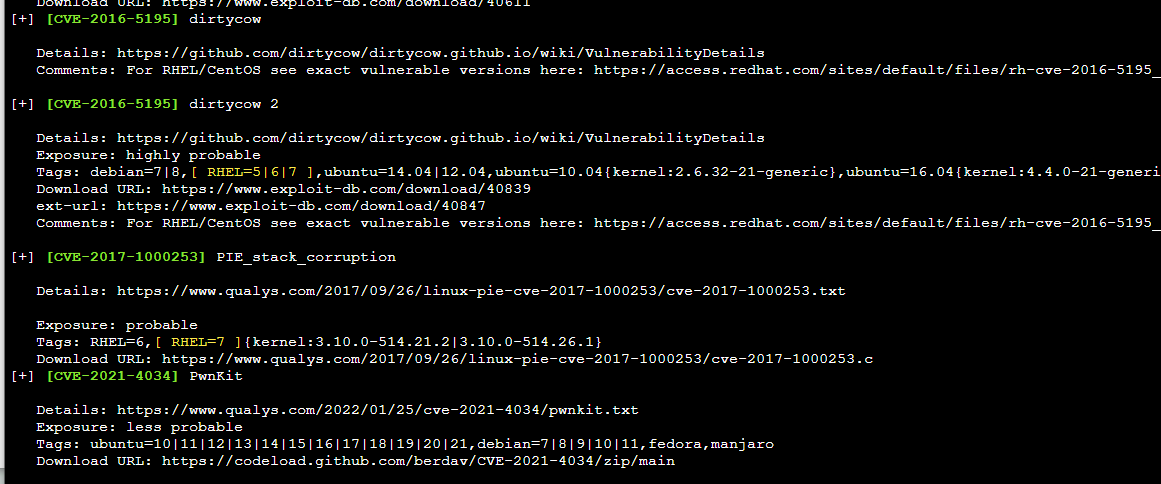 Download URL: https://www.exploit-db.com/download/40611
[+] [CVE-2016-5195] dirtycow
Details: https://github.com/dirtycow/dirtycow.github.io/wiki/VulnerabilityDetails
Comments: For RHEL/CentOS see exact vulnerable versions here: https://access.redhat.com/sites/default/files/rh-cve-2016-5195_
[+] [CVE-2016-5195] dirtycow 2
Details: https://github.com/dirtycow/dirtycow.github.io/wiki/VulnerabilityDetails
Exposure: highly probable
Tags: debian=7|8,[ RHEL=5|6|7 ],ubuntu=14.04|12.04,ubuntu=10.04{kernel:2.6.32-21-generic},ubuntu=16.04{kernel:4.4.0-21-generi
Download URL: https://www.exploit-db.com/download/40839
ext-url: https://www.exploit-db.com/download/40847
Comments: For RHEL/CentOS see exact vulnerable versions here: https://access.redhat.com/sites/default/files/rh-cve-2016-5195_
[+] [CVE-2017-1000253] PIE_stack_corruption
Details: https://www.qualys.com/2017/09/26/linux-pie-cve-2017-1000253/cve-2017-1000253.txt
Exposure: probable
Tags: RHEL=6,[ RHEL=7 ]{kernel:3.10.0-514.21.2|3.10.0-514.26.1}
Download URL: https://www.qualys.com/2017/09/26/linux-pie-cve-2017-1000253/cve-2017-1000253.c
[+] [CVE-2021-4034] PwnKit
Details: https://www.qualys.com/2022/01/25/cve-2021-4034/pwnkit.txt
Exposure: less probable
Tags: ubuntu=10|11|12|13|14|15|16|17|18|19|20|21,debian=7|8|9|10|11,fedora,manjaro
Download URL: https://codeload.github.com/berdav/CVE-2021-4034/zip/main